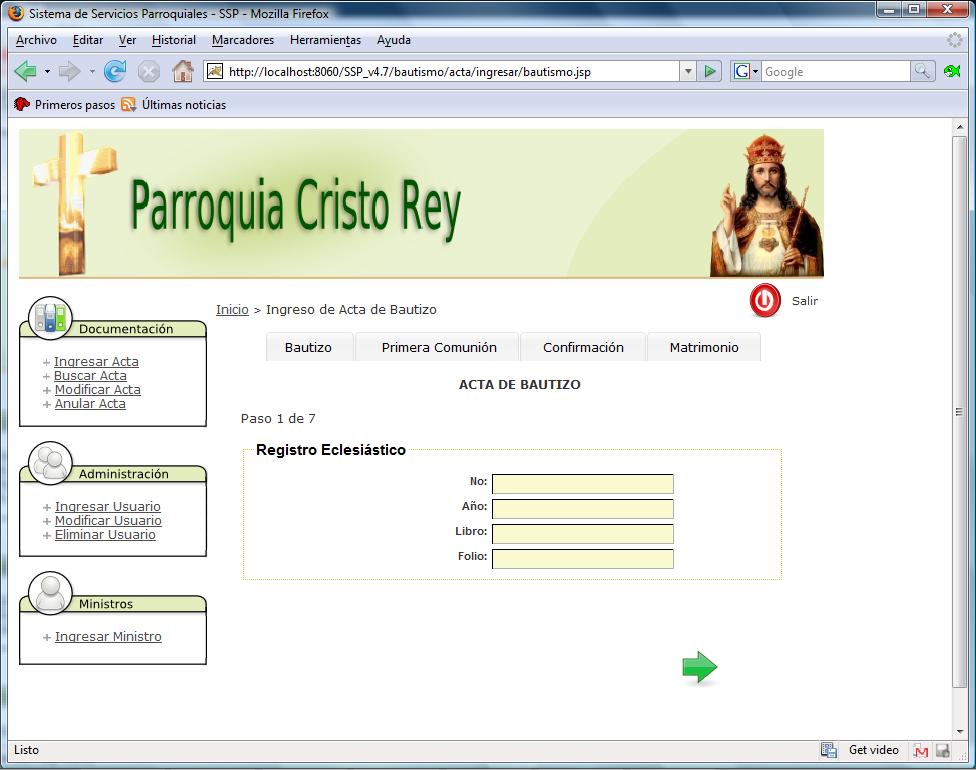 Sistema de Servicios Parroquiales - SSP - Mozilla Firefox
Archivo Editar Ver Historial Marcadores Herramientas Ayuda
http://localhost:8060/SSP_v4.7/bautismo/acta/ingresar/bautismo.jsp
G Google
Primeros pasos Últimas noticias
Parroquia Cristo Rey
Inicio > Ingreso de Acta de Bautizo
Salir
Documentación
Ingresar Acta
Buscar Acta
Modificar Acta
Anular Acta
Administración
Ingresar Usuario
Modificar Usuario
Eliminar Usuario
Ministros
Ingresar Ministro
Bautizo Primera Comunión Confirmación Matrimonio
ACTA DE BAUTIZO
Paso 1 de 7
Registro Eclesiástico
No:
Año:
Libro:
Folio:
Listo
Get video